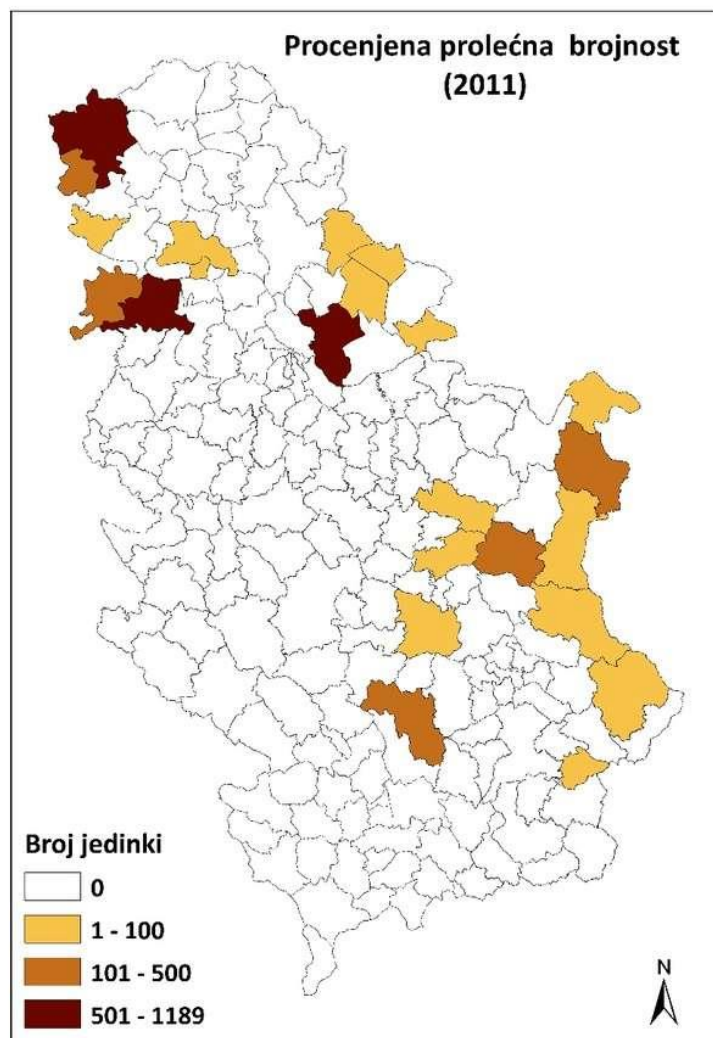 Procenjena prolećna brojnost
(2011)
Broj jedinki
0
1 - 100
101 - 500
501 - 1189
N